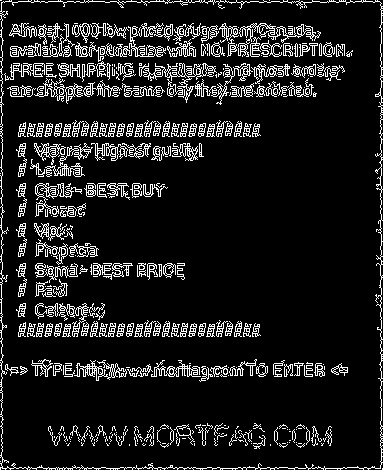 Almost 1000 low priced drugs from Canada,
available for purchase with NO PRESCRIPTION.
FREE SHIPPING is available, and most orders
are shipped the same day they are ordered.
###########################
# Viagra - Highest quality!
# Levitra
# Cialis - BEST BUY
# Prozac
# Vioxx
# Propecia
# Soma - BEST PRICE
# Paxil
# Celebrex
###########################
=> TYPE http://www.morffag.com TO ENTER <=
WWW.MORTFAG.COM